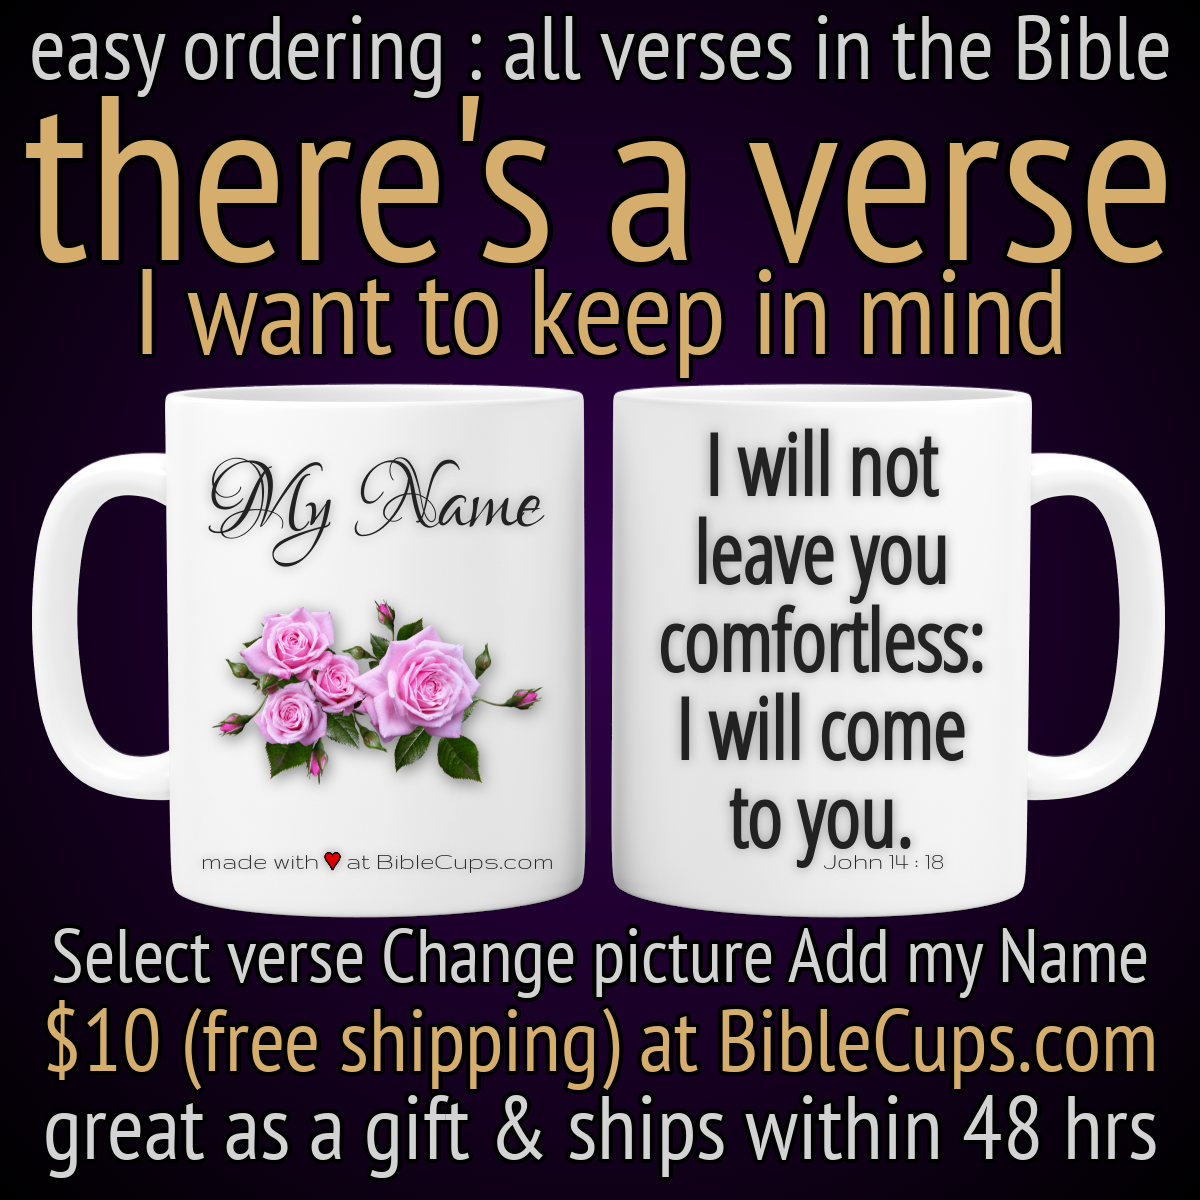 easy ordering : all verses in the Bible
there's a verse
I want to keep in mind
My Name
made with ❤ at BibleCups.com
I will not
leave you
comfortless:
I will come
to you.
John 14 : 18
Select verse Change picture Add my Name
$10 (free shipping) at BibleCups.com
great as a gift & ships within 48 hrs